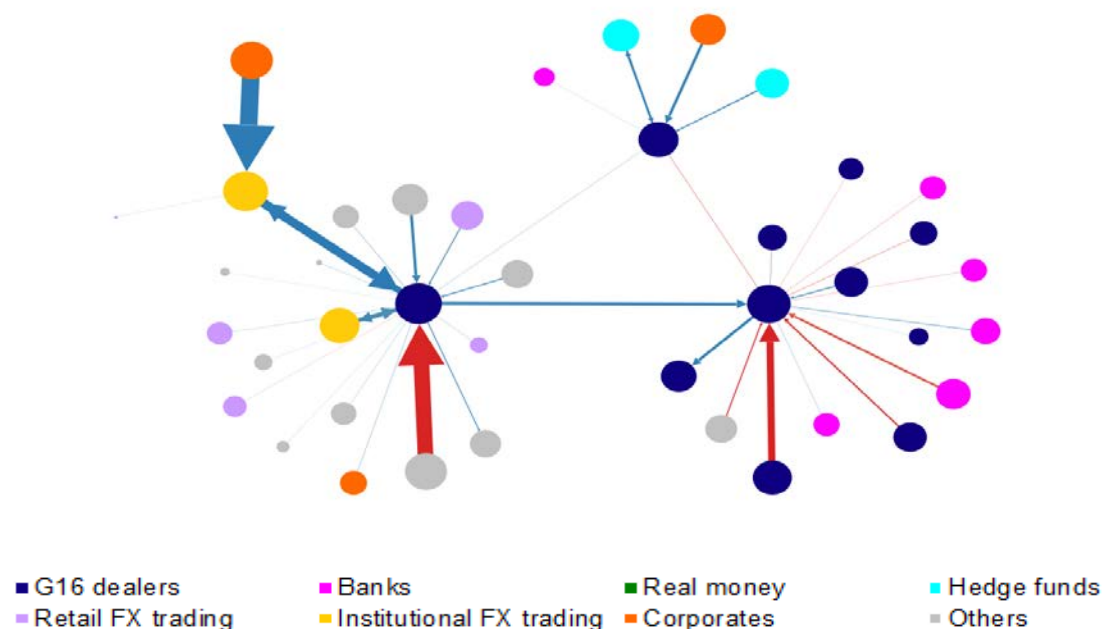 G16 dealers Banks Real money Hedge funds
Retail FX trading Institutional FX trading Corporates Others